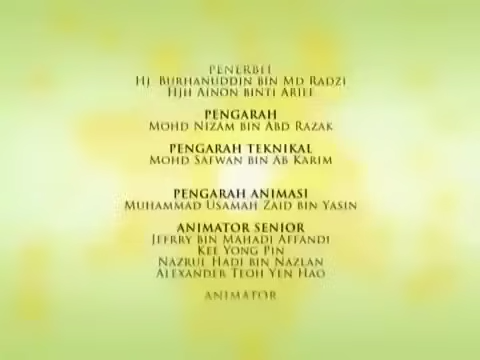 PENERBIT
HJ. BURHANUDDIN BIN MD RADZI
HJH AINON BINTI ARIFF
PENGARAH
MOHD NIZAM BIN ABD RAZAK
PENGARAH TEKNIKAL
MOHD SAFWAN BIN AB KARIM
PENGARAH ANIMASI
MUHAMMAD USAMAH ZAID BIN YASIN
ANIMATOR SENIOR
JEFRRY BIN MAHADI AFFANDI
KEE YONG PIN
NAZRUL HADI BIN NAZLAN
ALEXANDER TEOH YEN HAO
ANIMATOR